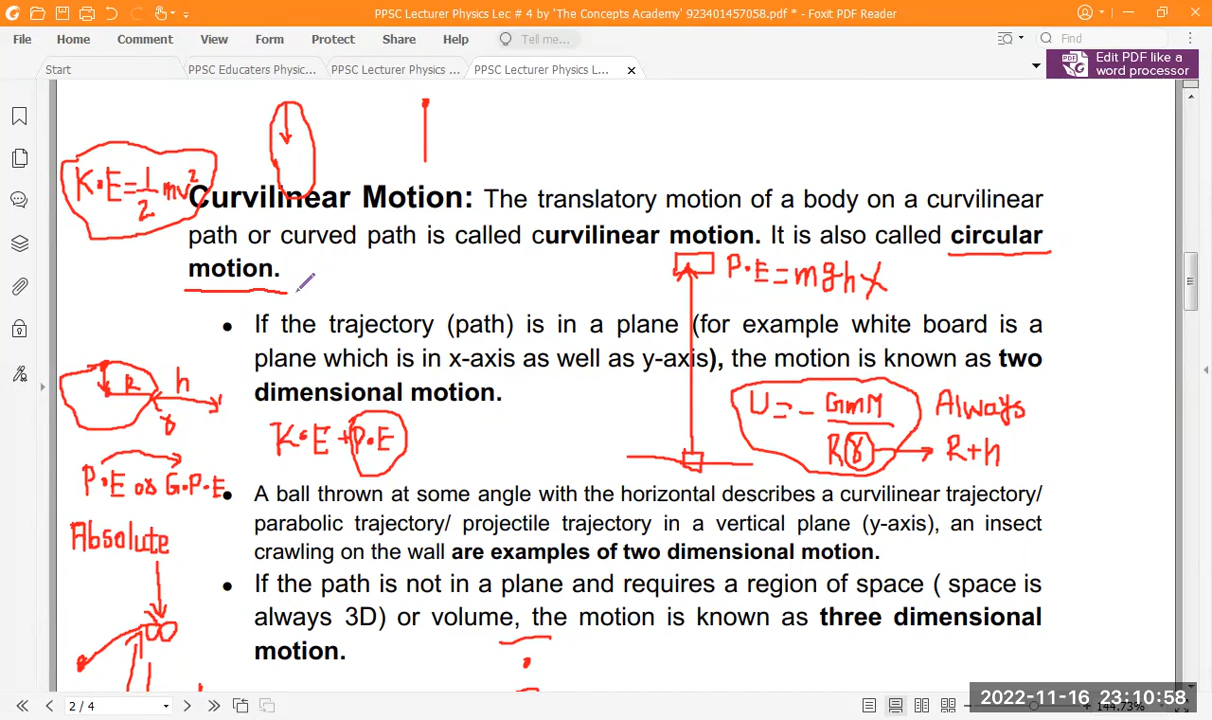 PPSC Lecturer Physics Lec # 4 by 'The Concepts Academy' 923401457058.pdf * - Foxit PDF Reader
File Home Comment View Form Protect Share Help Tell me... Find
Start PPSC Educaters Physic... PPSC Lecturer Physics ... PPSC Lecturer Physics L... Edit PDF like a
word processor
K.E=1/2 mv²
Curvilinear Motion: The translatory motion of a body on a curvilinear
path or curved path is called curvilinear motion. It is also called circular
motion.
P.E=mgh
If the trajectory (path) is in a plane (for example white board is a
plane which is in x-axis as well as y-axis), the motion is known as two
dimensional motion.
R h
r
U=-GmM
R r → R+h
Always
K.E+P.E
P.E or G.P.E
A ball thrown at some angle with the horizontal describes a curvilinear trajectory/
parabolic trajectory/ projectile trajectory in a vertical plane (y-axis), an insect
crawling on the wall are examples of two dimensional motion.
Absolute
If the path is not in a plane and requires a region of space ( space is
always 3D) or volume, the motion is known as three dimensional
motion.
2 / 4
2022-11-16 23:10:58
144.73%